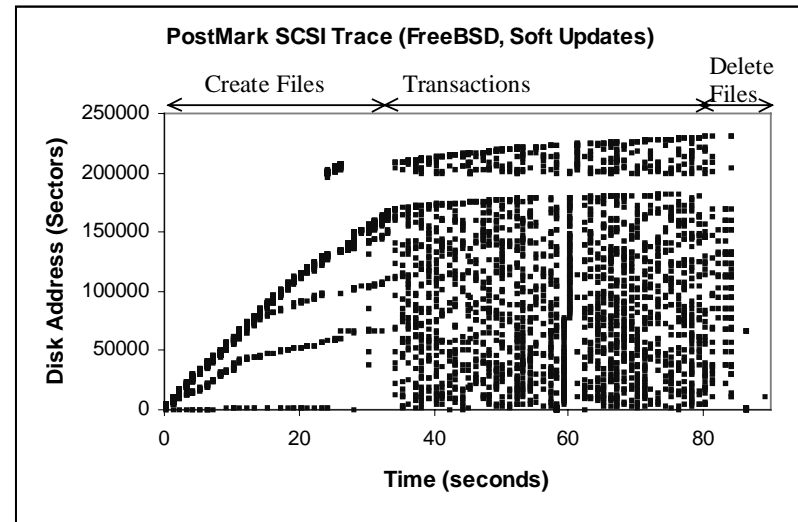 PostMark SCSI Trace (FreeBSD, Soft Updates)
Create Files
Transactions
Delete
Files
Disk Address (Sectors)
250000
200000
150000
100000
50000
0
0 20 40 60 80
Time (seconds)